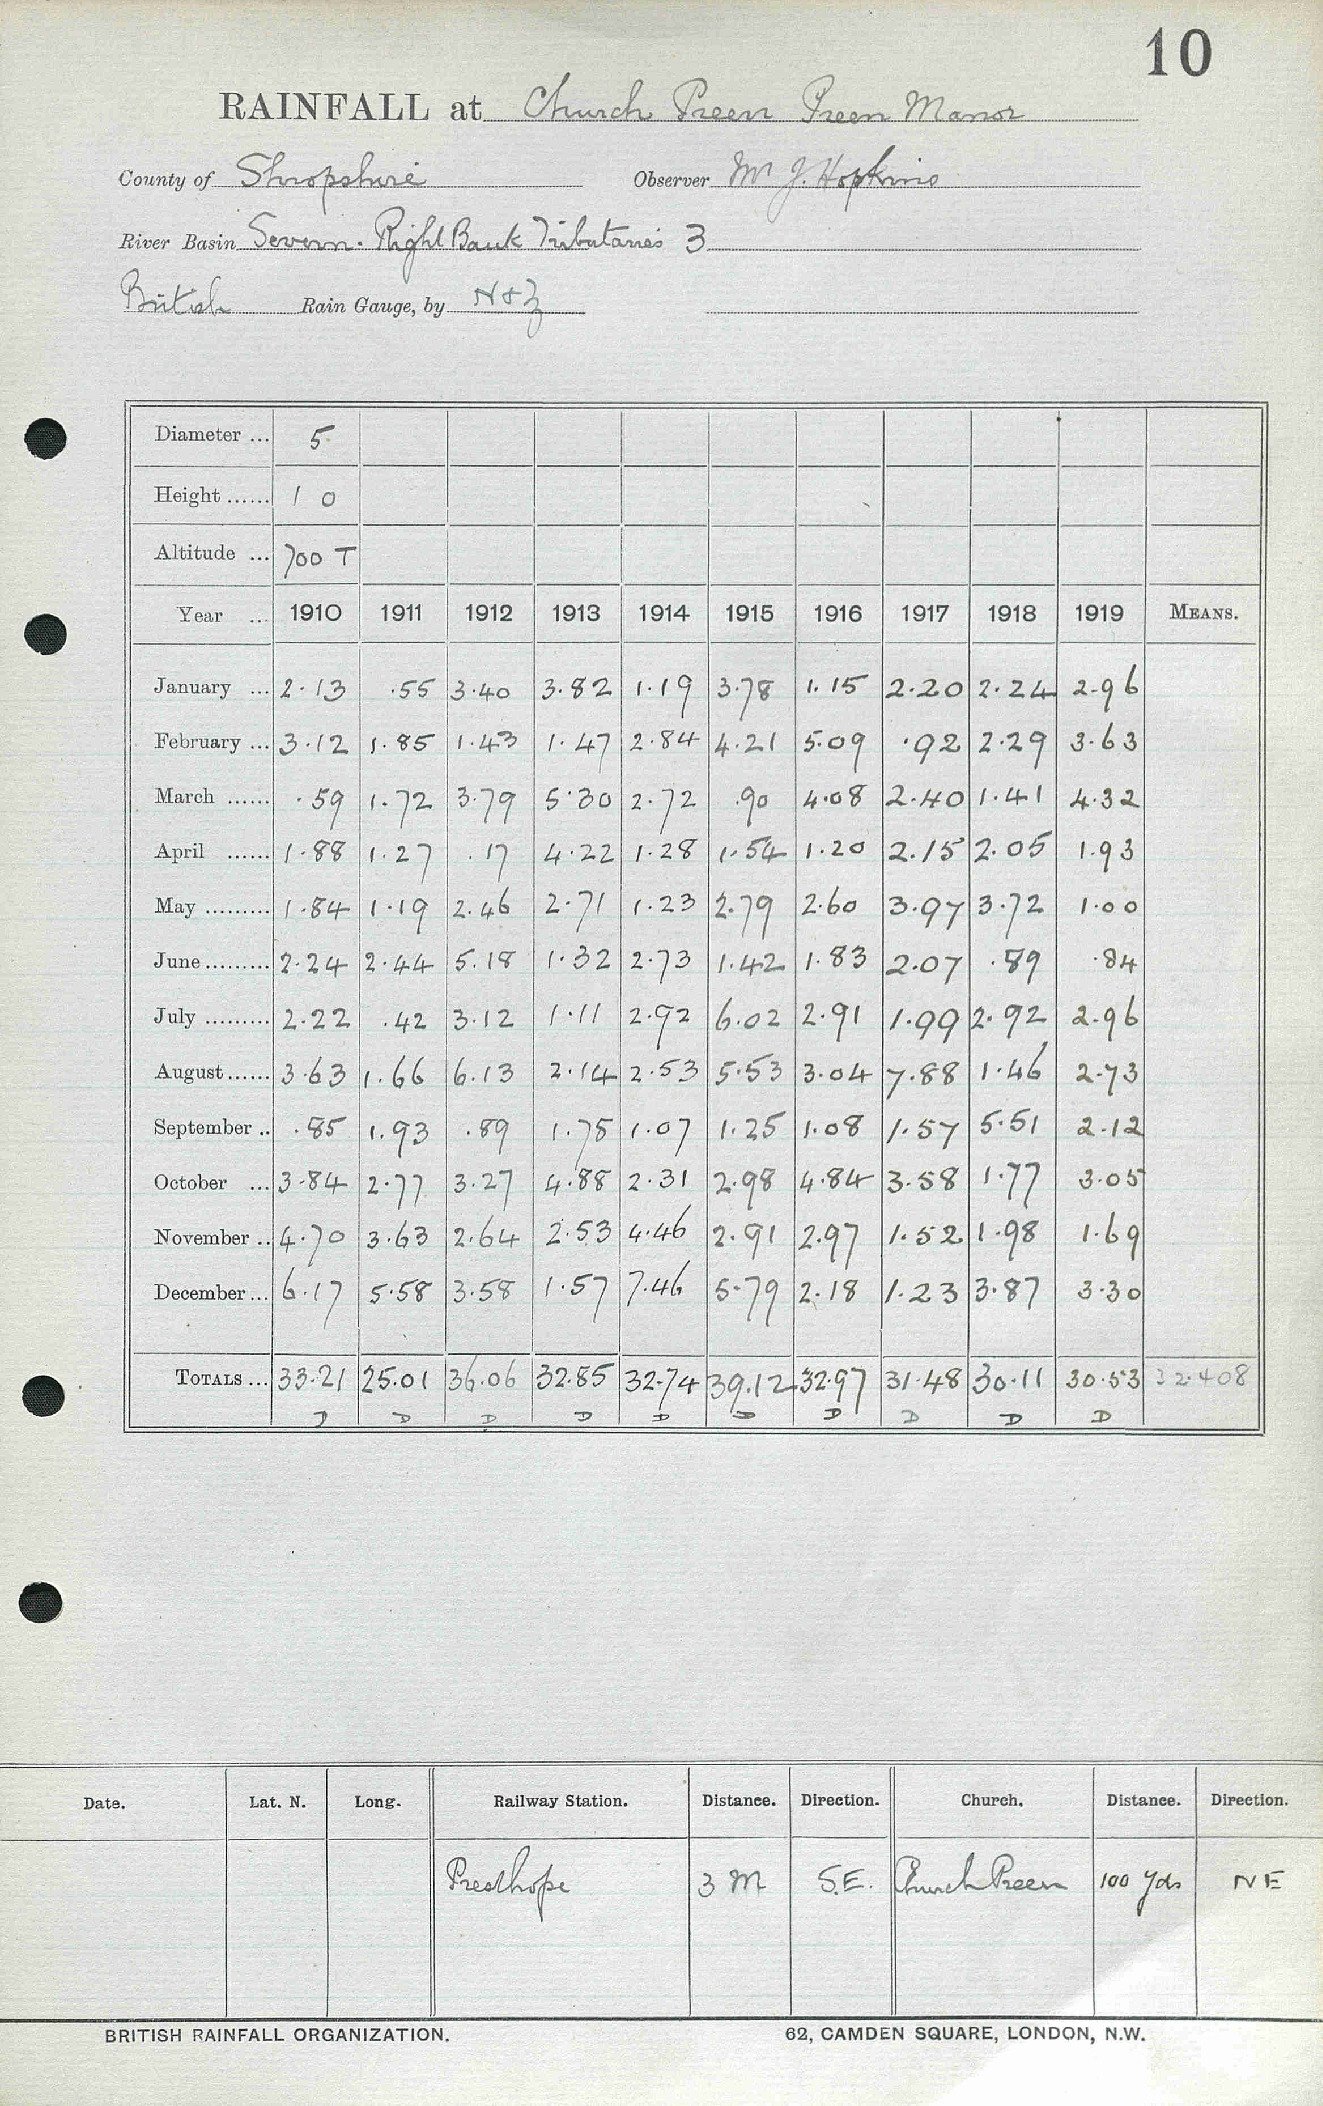 10
RAINFALL at Church Preen Preen Manor
County of Shropshire Observer Mr J. Hopkins
River Basin Severn. Right Bank Tributaries 3
British Rain Gauge, by N & Z
Diameter ... 5
Height ...... 1 0
Altitude ... 700 T
Year ... 1910 1911 1912 1913 1914 1915 1916 1917 1918 1919 MEANS.
January ... 2.13 .55 3.40 3.82 1.19 3.78 1.15 2.20 2.24 2.96
February ... 3.12 1.85 1.43 1.47 2.84 4.21 5.09 .92 2.29 3.63
March ...... .59 1.72 3.79 5.30 2.72 .90 4.08 2.40 1.41 4.32
April ...... 1.88 1.27 .17 4.22 1.28 1.54 1.20 2.15 2.05 1.93
May ......... 1.84 1.19 2.46 2.71 1.23 2.79 2.60 3.97 3.72 1.00
June ......... 2.24 2.44 5.18 1.32 2.73 1.42 1.83 2.07 .89 .84
July ......... 2.22 .42 3.12 1.11 2.92 6.02 2.91 1.99 2.92 2.96
August ...... 3.63 1.66 6.13 2.14 2.53 5.53 3.04 7.88 1.46 2.73
September .. .85 1.93 .89 1.78 1.07 1.25 1.08 1.57 5.51 2.12
October ... 3.84 2.77 3.27 4.88 2.31 2.98 4.84 3.58 1.77 3.05
November .. 4.70 3.63 2.64 2.53 4.46 2.91 2.97 1.52 1.98 1.69
December ... 6.17 5.58 3.58 1.57 7.46 5.79 2.18 1.23 3.87 3.30
TOTALS ... 33.21 25.01 36.06 32.85 32.74 39.12 32.97 31.48 30.11 30.53 32.408
D D D D D D D D D D
Date. Lat. N. Long. Railway Station. Distance. Direction. Church. Distance. Direction.
Presthope 3 M S.E. Church Preen 100 yds NE
BRITISH RAINFALL ORGANIZATION. 62, CAMDEN SQUARE, LONDON, N.W.